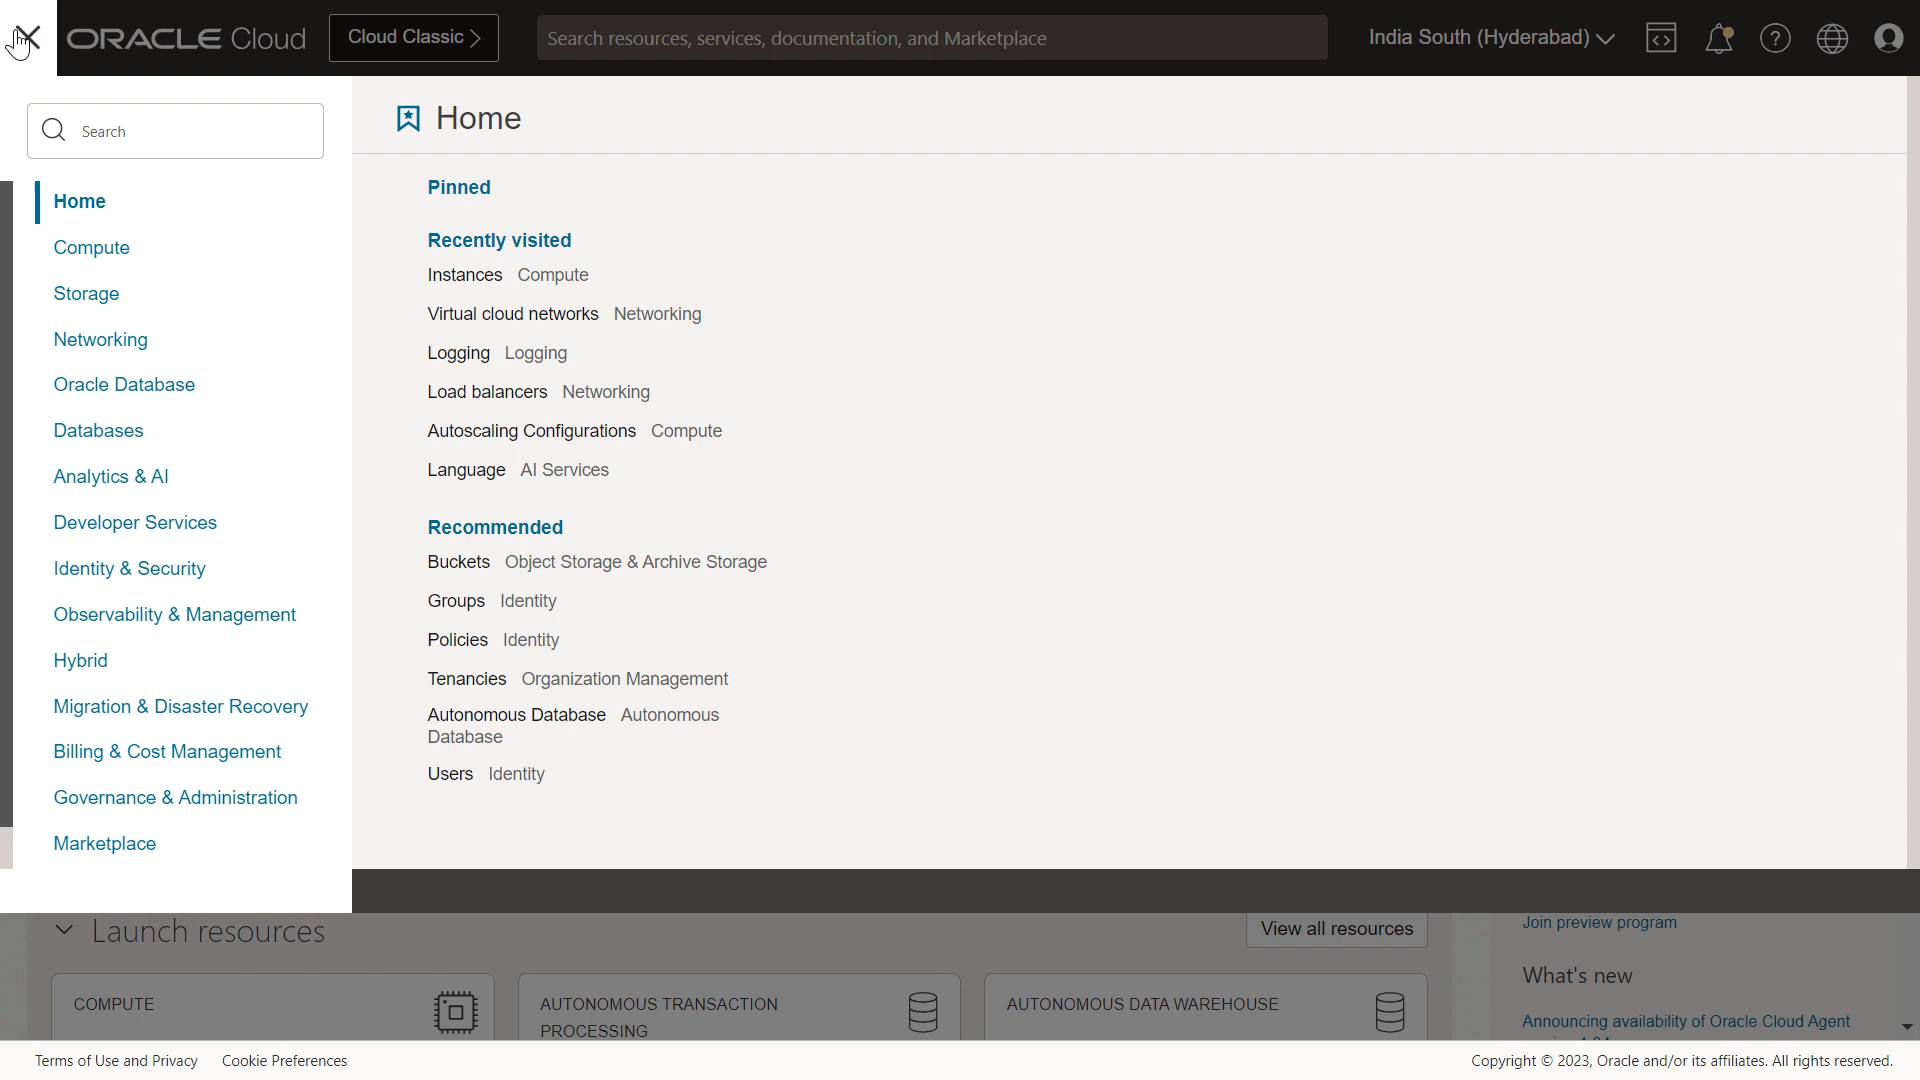 ORACLE Cloud
Cloud Classic
Search resources, services, documentation, and Marketplace
India South (Hyderabad)
Search
Home
Compute
Storage
Networking
Oracle Database
Databases
Analytics & AI
Developer Services
Identity & Security
Observability & Management
Hybrid
Migration & Disaster Recovery
Billing & Cost Management
Governance & Administration
Marketplace
Home
Pinned
Recently visited
Instances Compute
Virtual cloud networks Networking
Logging Logging
Load balancers Networking
Autoscaling Configurations Compute
Language AI Services
Recommended
Buckets Object Storage & Archive Storage
Groups Identity
Policies Identity
Tenancies Organization Management
Autonomous Database Autonomous
Database
Users Identity
Launch resources
View all resources
COMPUTE
AUTONOMOUS TRANSACTION
PROCESSING
AUTONOMOUS DATA WAREHOUSE
Join preview program
What's new
Announcing availability of Oracle Cloud Agent
Terms of Use and Privacy Cookie Preferences
Copyright © 2023, Oracle and/or its affiliates. All rights reserved.